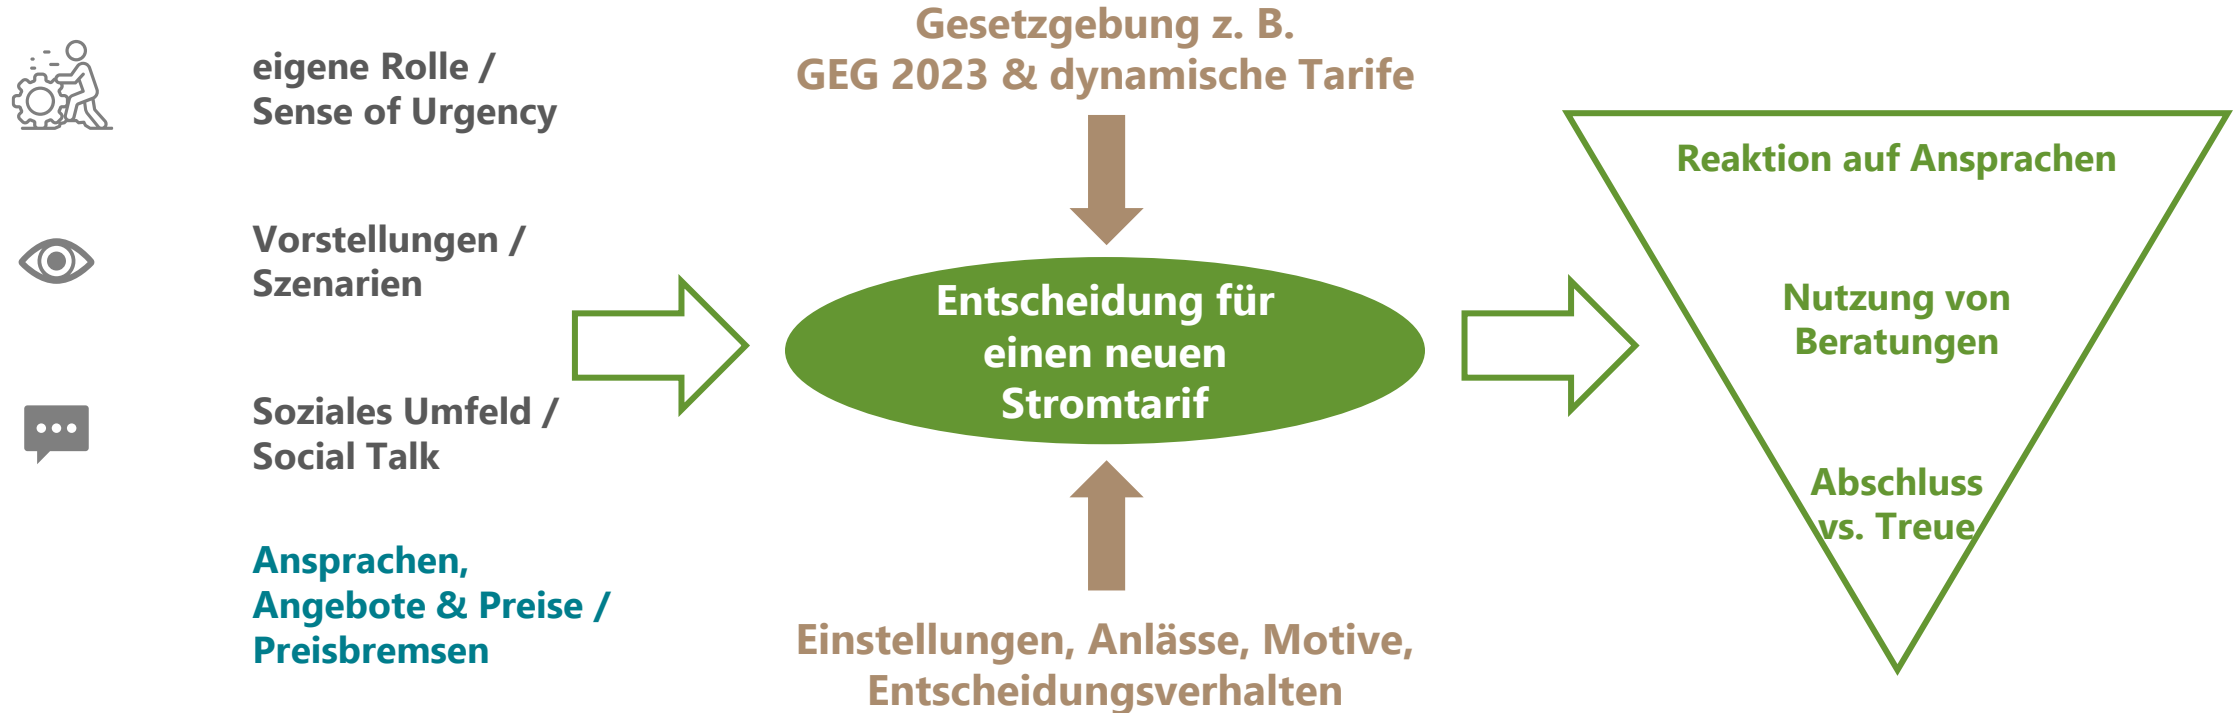 eigene Rolle /
Sense of Urgency
Vorstellungen /
Szenarien
Soziales Umfeld /
Social Talk
Ansprachen,
Angebote & Preise /
Preisbremsen
Gesetzgebung z. B.
GEG 2023 & dynamische Tarife
Entscheidung für
einen neuen
Stromtarif
Einstellungen, Anlässe, Motive,
Entscheidungsverhalten
Reaktion auf Ansprachen
Nutzung von
Beratungen
Abschluss
vs. Treue